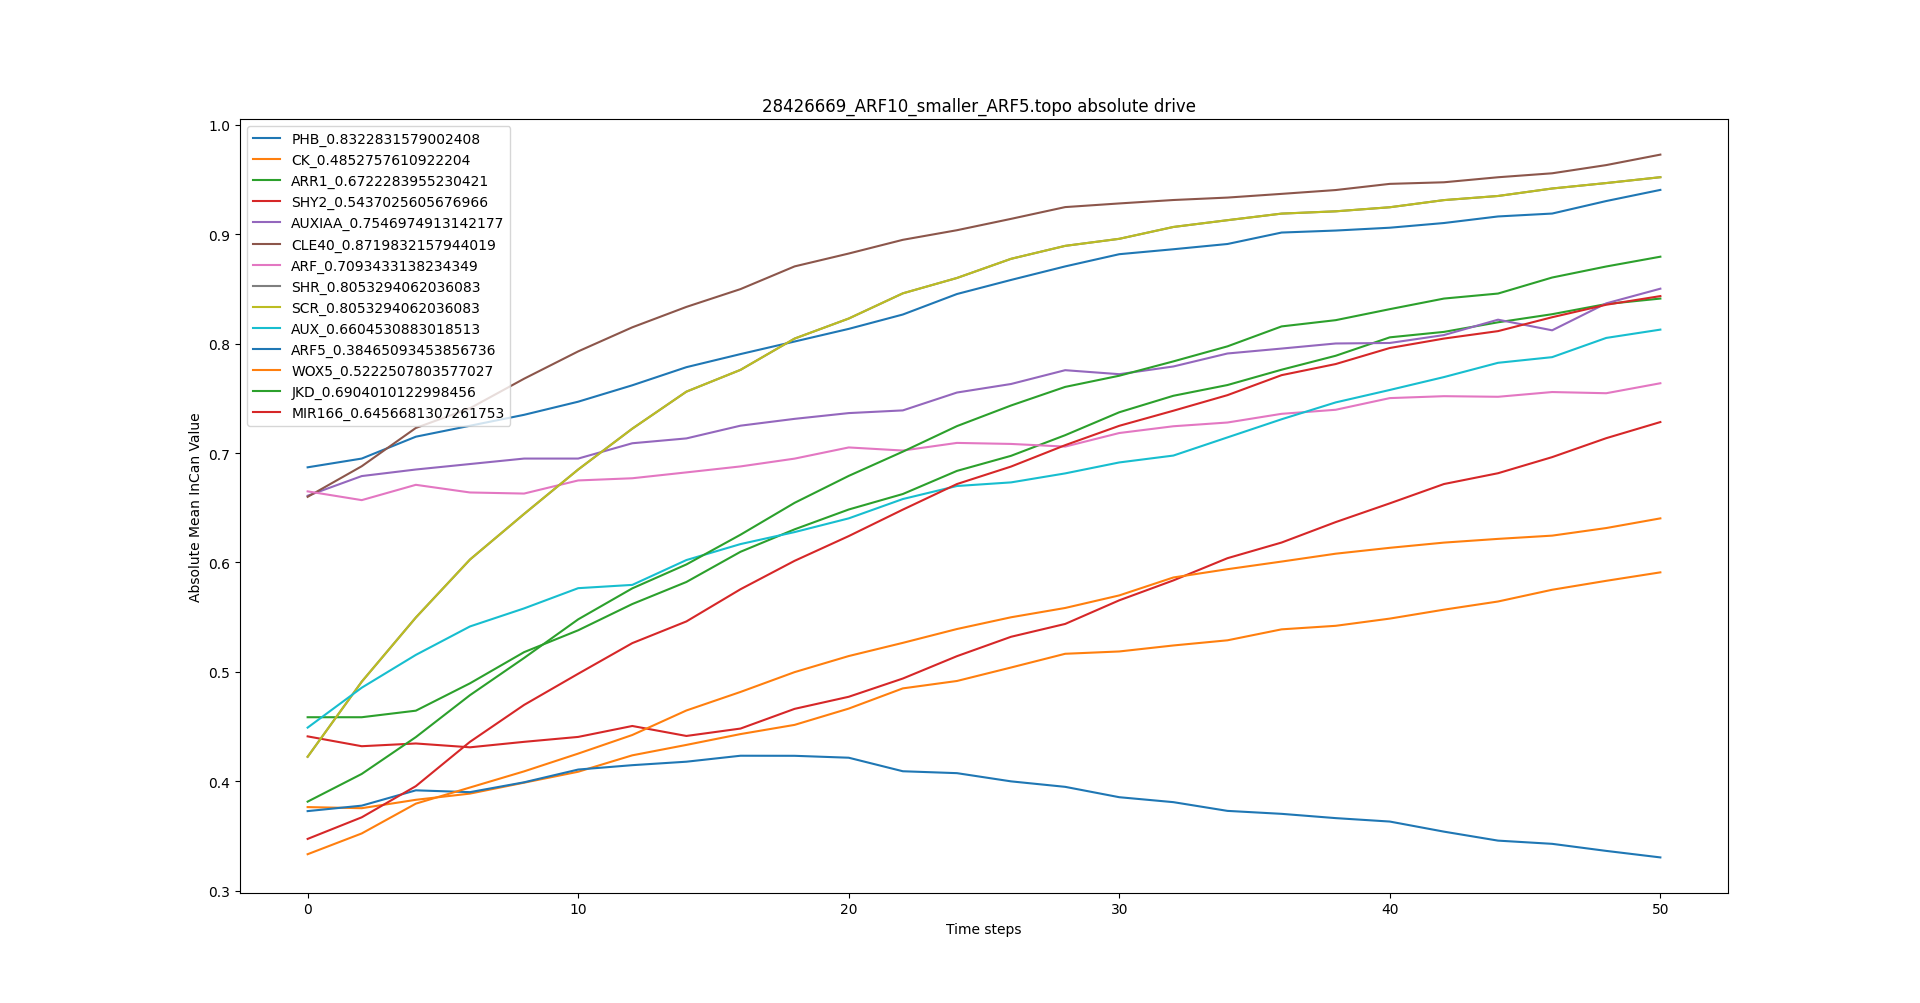 28426669_ARF10_smaller_ARF5.topo absolute drive
1.0
0.9
0.8
0.7
0.6
0.5
0.4
0.3
Absolute Mean InCan Value
PHB_0.8322831579002408
CK_0.4852757610922204
ARR1_0.6722283955230421
SHY2_0.5437025605676966
AUXIAA_0.7546974913142177
CLE40_0.8719832157944019
ARF_0.7093433138234349
SHR_0.8053294062036083
SCR_0.8053294062036083
AUX_0.6604530883018513
ARF5_0.38465093453856736
WOX5_0.5222507803577027
JKD_0.6904010122998456
MIR166_0.6456681307261753
0 10 20 30 40 50
Time steps